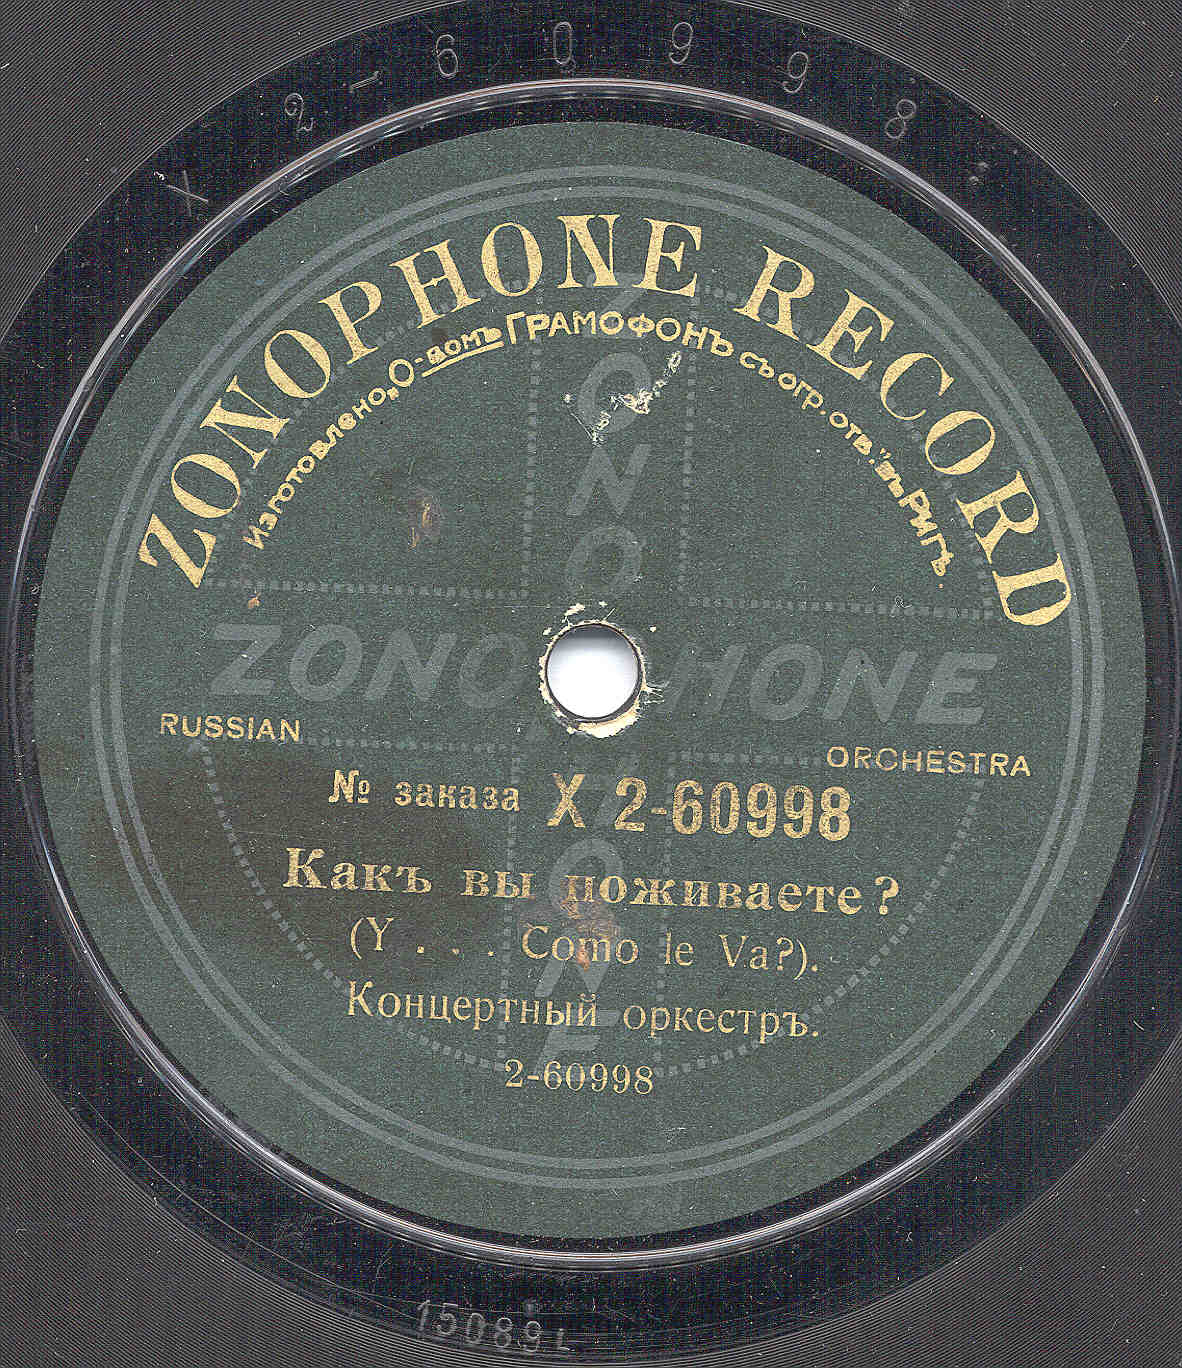 X 2-60998
ZONOPHONE RECORD
Изготовлено „О-вомъ ГРАМОФОНЪ съ огр. отв.“ въ Ригѣ.
ZONOPHONE
ZONOPHONE
RUSSIAN ORCHESTRA
№ заказа X 2-60998
Какъ вы поживаете?
(Y . . . Como le Va?).
Концертный оркестръ.
2-60998
15089L